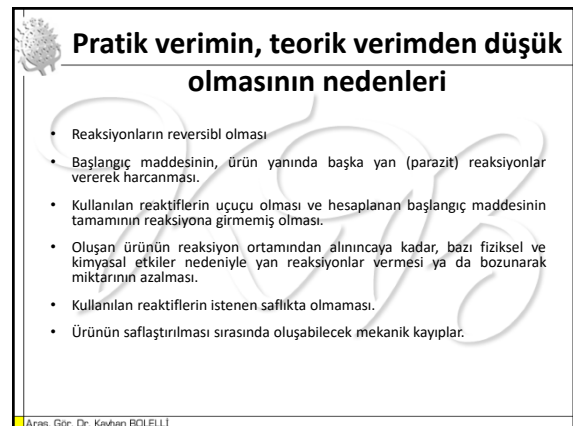 Pratik verimin, teorik verimden düşük
olmasının nedenleri
• Reaksiyonların reversibl olması
• Başlangıç maddesinin, ürün yanında başka yan (parazit) reaksiyonlar
vererek harcanması.
• Kullanılan reaktiflerin uçuçu olması ve hesaplanan başlangıç maddesinin
tamamının reaksiyona girmemiş olması.
• Oluşan ürünün reaksiyon ortamından alınıncaya kadar, bazı fiziksel ve
kimyasal etkiler nedeniyle yan reaksiyonlar vermesi ya da bozunarak
miktarının azalması.
• Kullanılan reaktiflerin istenen saflıkta olmaması.
• Ürünün saflaştırılması sırasında oluşabilecek mekanik kayıplar.
Araş. Gör. Dr. Kayhan BOLELLİ